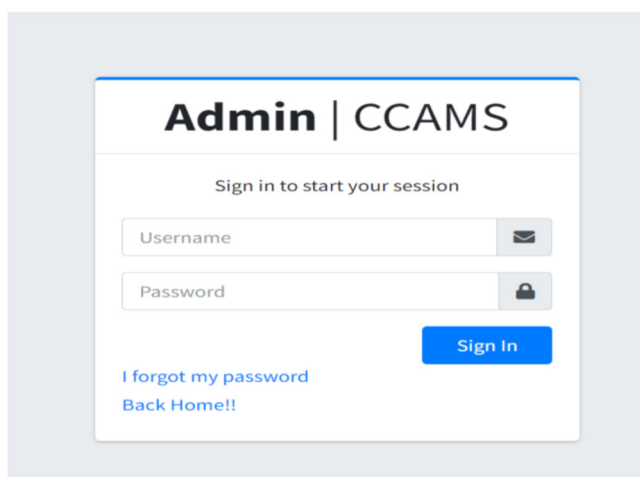 Admin | CCAMS
Sign in to start your session
Username
Password
Sign In
I forgot my password
Back Home!!